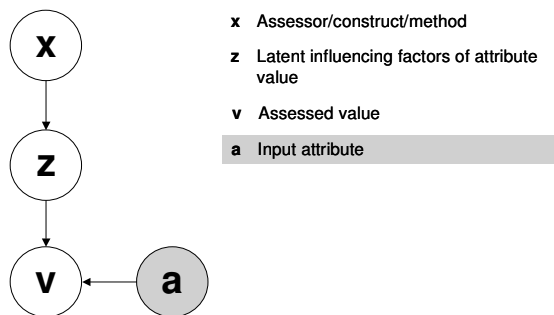 x
x Assessor/construct/method
z Latent influencing factors of attribute
value
z
v Assessed value
a Input attribute
v
a